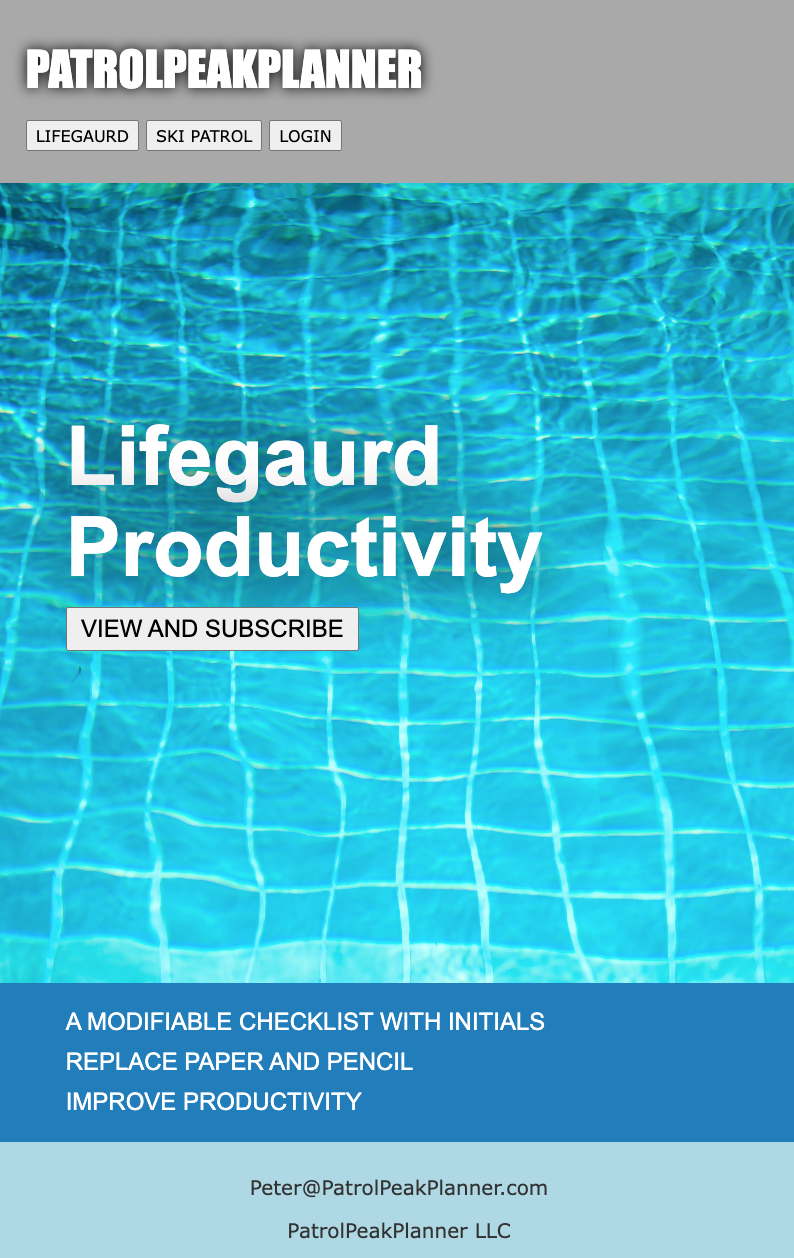 PATROLPEAKPLANNER
LIFEGAURD SKI PATROL LOGIN
Lifegaurd
Productivity
VIEW AND SUBSCRIBE
A MODIFIABLE CHECKLIST WITH INITIALS
REPLACE PAPER AND PENCIL
IMPROVE PRODUCTIVITY
Peter@PatrolPeakPlanner.com
PatrolPeakPlanner LLC